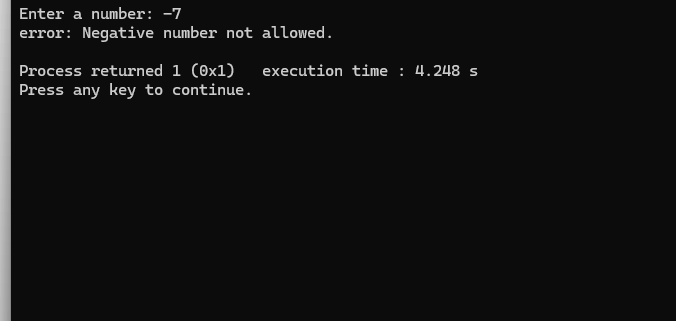 Enter a number: -7
error: Negative number not allowed.
Process returned 1 (0x1)   execution time : 4.248 s
Press any key to continue.